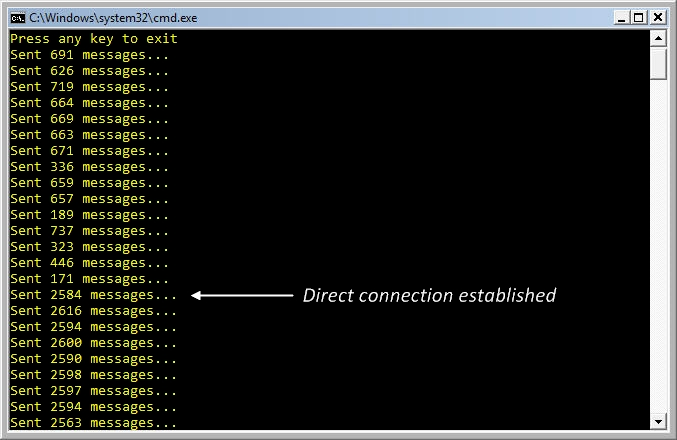 C:\Windows\system32\cmd.exe
Press any key to exit
Sent 691 messages...
Sent 626 messages...
Sent 719 messages...
Sent 664 messages...
Sent 669 messages...
Sent 663 messages...
Sent 671 messages...
Sent 336 messages...
Sent 659 messages...
Sent 657 messages...
Sent 189 messages...
Sent 737 messages...
Sent 323 messages...
Sent 446 messages...
Sent 171 messages...
Sent 2584 messages... Direct connection established
Sent 2616 messages...
Sent 2594 messages...
Sent 2600 messages...
Sent 2590 messages...
Sent 2598 messages...
Sent 2597 messages...
Sent 2594 messages...
Sent 2563 messages...